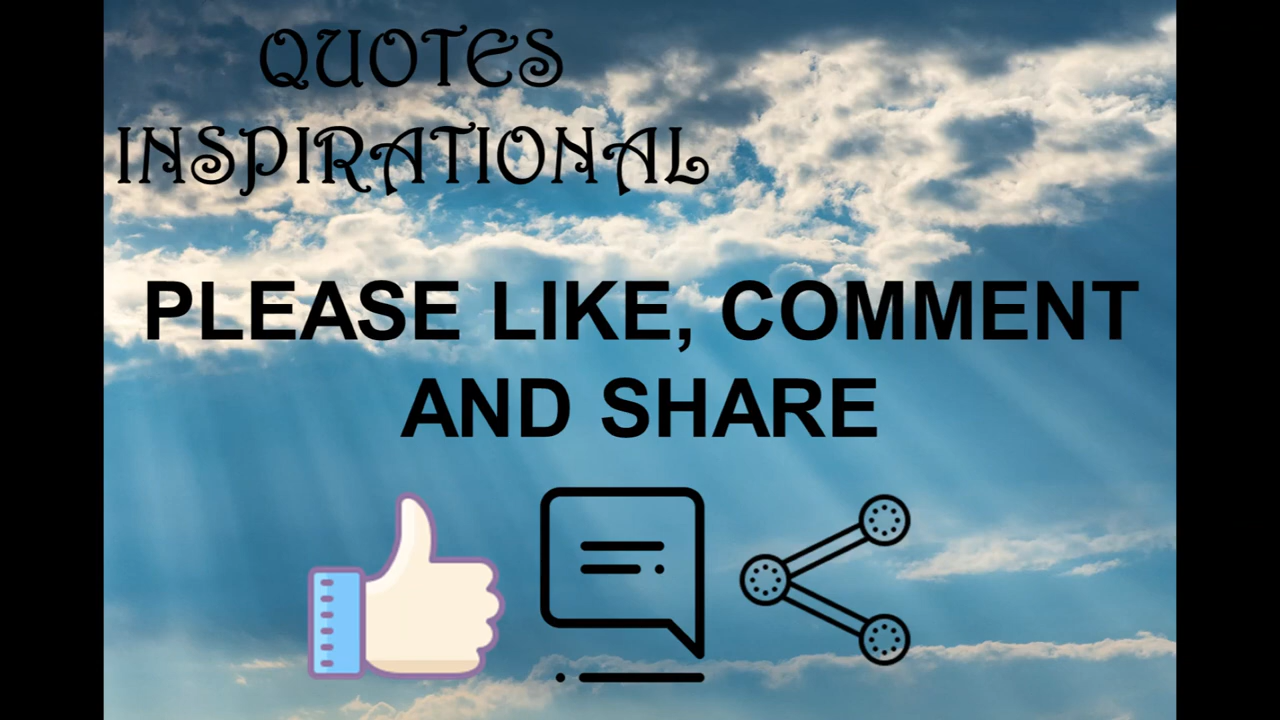 QUOTES
INSPIRATIONAL
PLEASE LIKE, COMMENT
AND SHARE